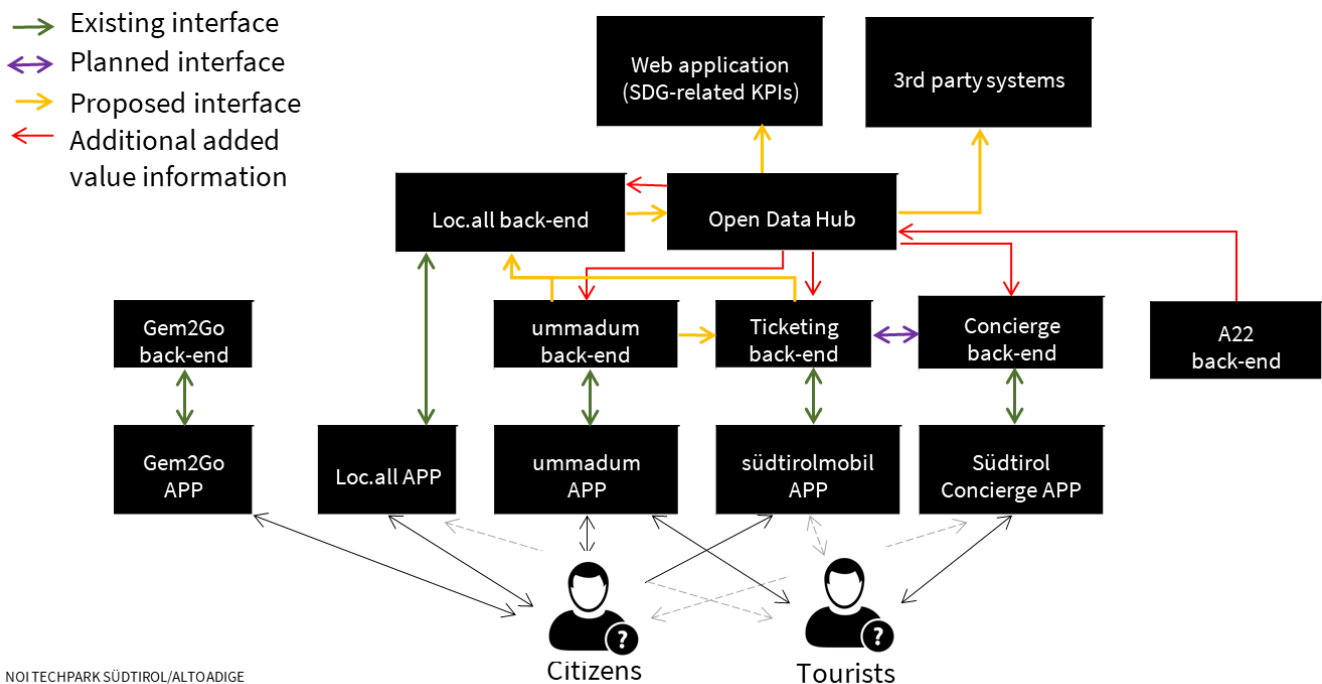 Existing interface
Planned interface
Proposed interface
Additional added
value information
Web application
(SDG-related KPIs)
3rd party systems
Loc.all back-end
Open Data Hub
Gem2Go
back-end
ummadum
back-end
Ticketing
back-end
Concierge
back-end
A22
back-end
Gem2Go
APP
Loc.all APP
ummadum
APP
südtirolmobil
APP
Südtirol
Concierge APP
?
?
Citizens
Tourists
NOI TECHPARK SÜDTIROL/ALTO ADIGE